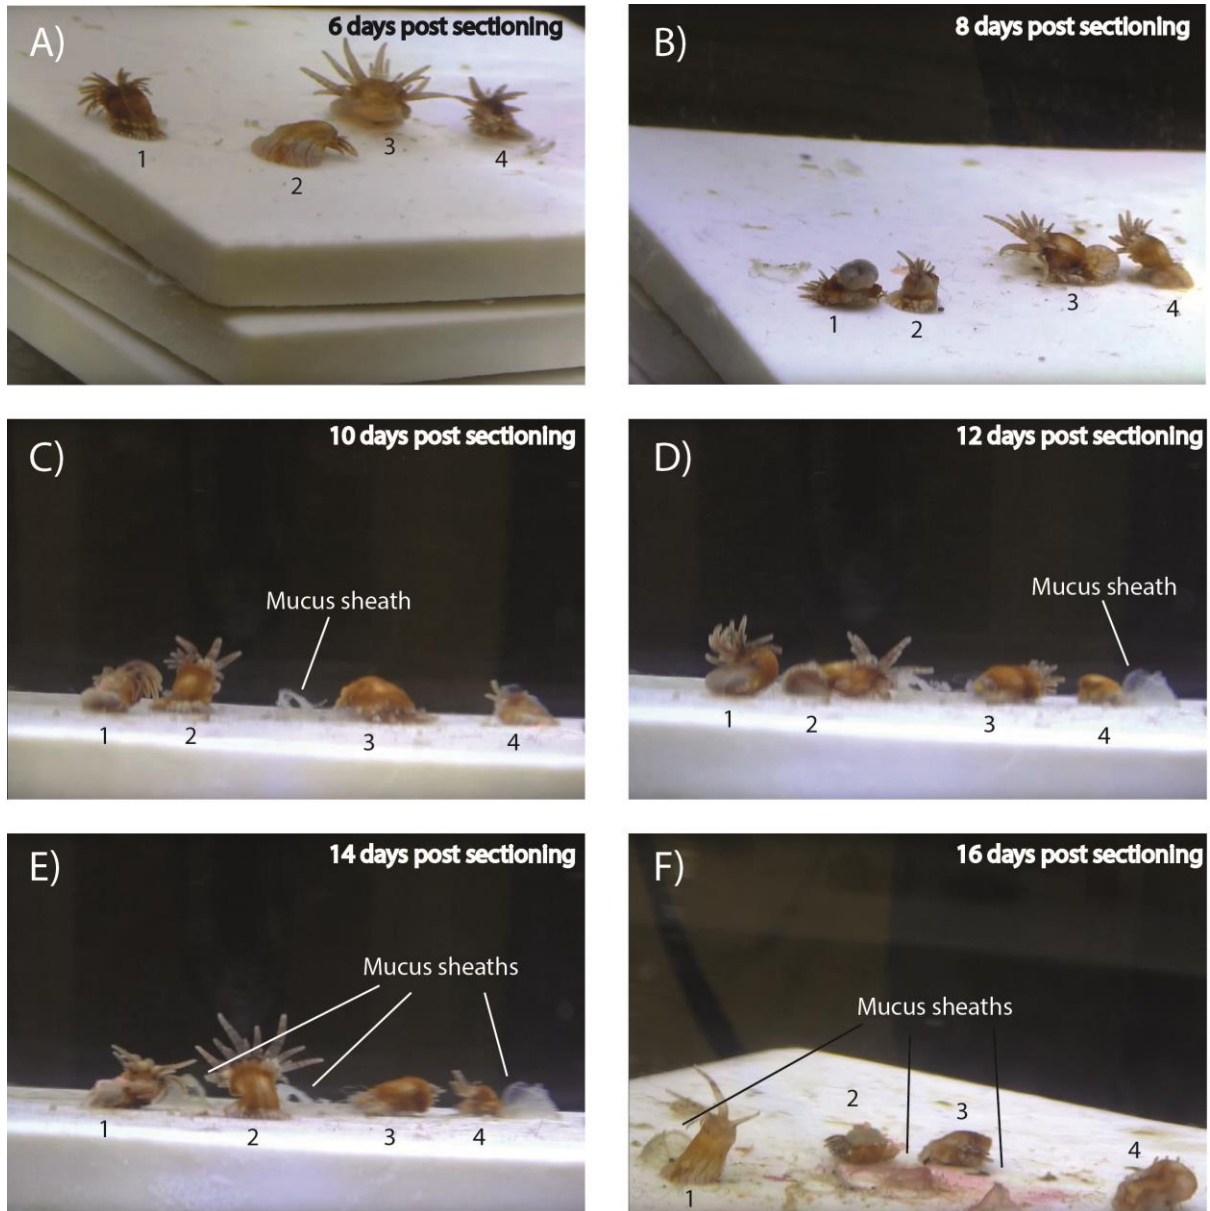 A)
6 days post sectioning
1
2
3
4
B)
8 days post sectioning
1
2
3
4
C)
10 days post sectioning
Mucus sheath
1
2
3
4
D)
12 days post sectioning
Mucus sheath
1
2
3
4
E)
14 days post sectioning
Mucus sheaths
1
2
3
4
F)
16 days post sectioning
Mucus sheaths
2
3
4
1